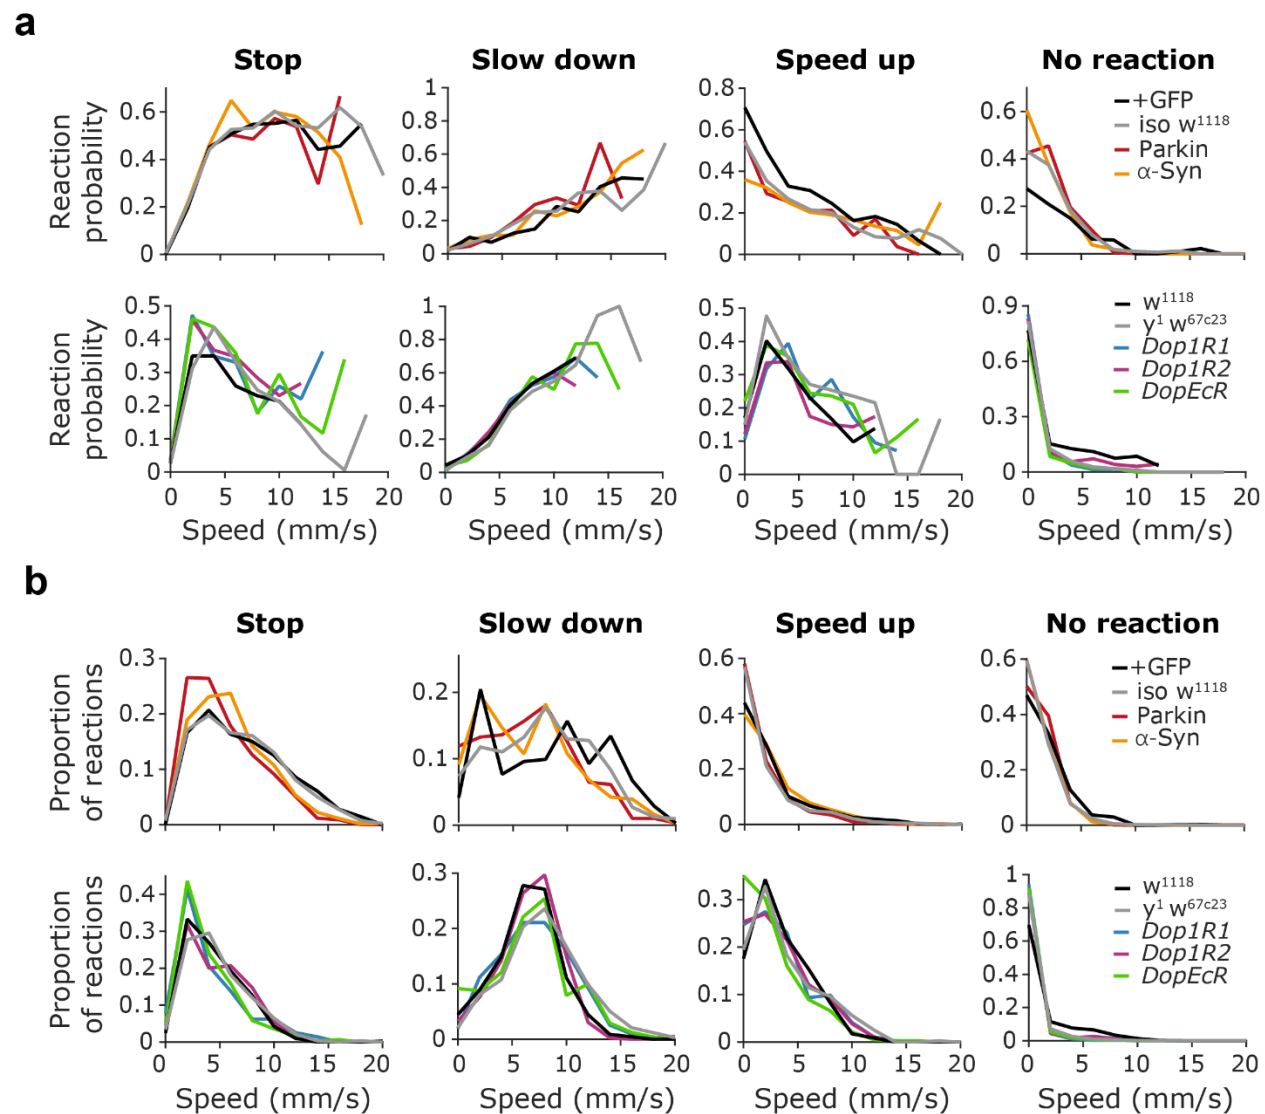 a
Stop Slow down Speed up No reaction
Reaction probability
0.6
0.4
0.2
0
1
0.8
0.6
0.4
0.2
0
0.8
0.6
0.4
0.2
0
0.6
0.4
0.2
0
+GFP
iso w1118
Parkin
α-Syn
Reaction probability
0.5
0.4
0.3
0.2
0.1
0
0 5 10 15 20
Speed (mm/s)
1
0.8
0.6
0.4
0.2
0
0 5 10 15 20
Speed (mm/s)
0.5
0.4
0.3
0.2
0.1
0
0 5 10 15 20
Speed (mm/s)
0.9
0.6
0.3
0
0 5 10 15 20
Speed (mm/s)
w1118
y1 w67c23
Dop1R1
Dop1R2
DopEcR
b
Stop Slow down Speed up No reaction
Proportion of reactions
0.3
0.2
0.1
0
0.2
0.1
0
0.6
0.4
0.2
0
0.6
0.4
0.2
0
+GFP
iso w1118
Parkin
α-Syn
Proportion of reactions
0.4
0.3
0.2
0.1
0
0 5 10 15 20
Speed (mm/s)
0.3
0.2
0.1
0
0 5 10 15 20
Speed (mm/s)
0.3
0.2
0.1
0
0 5 10 15 20
Speed (mm/s)
1
0.8
0.6
0.4
0.2
0
0 5 10 15 20
Speed (mm/s)
w1118
y1 w67c23
Dop1R1
Dop1R2
DopEcR